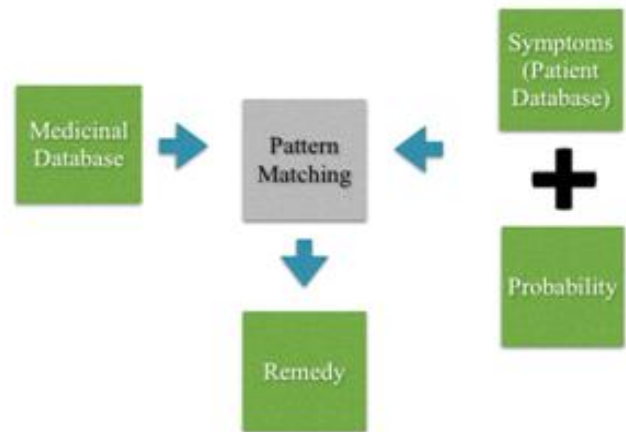 Symptoms
(Patient
Database)
Medicinal
Database
Pattern
Matching
Probability
Remedy